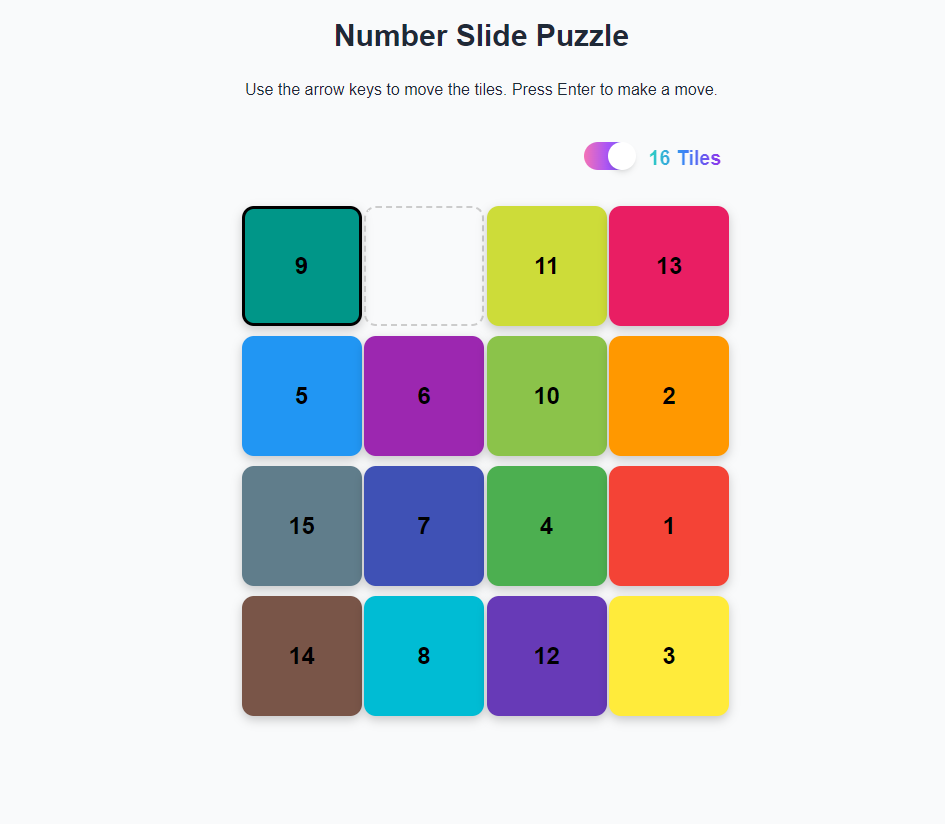 Number Slide Puzzle
Use the arrow keys to move the tiles. Press Enter to make a move.
16 Tiles
9 11 13
5 6 10 2
15 7 4 1
14 8 12 3